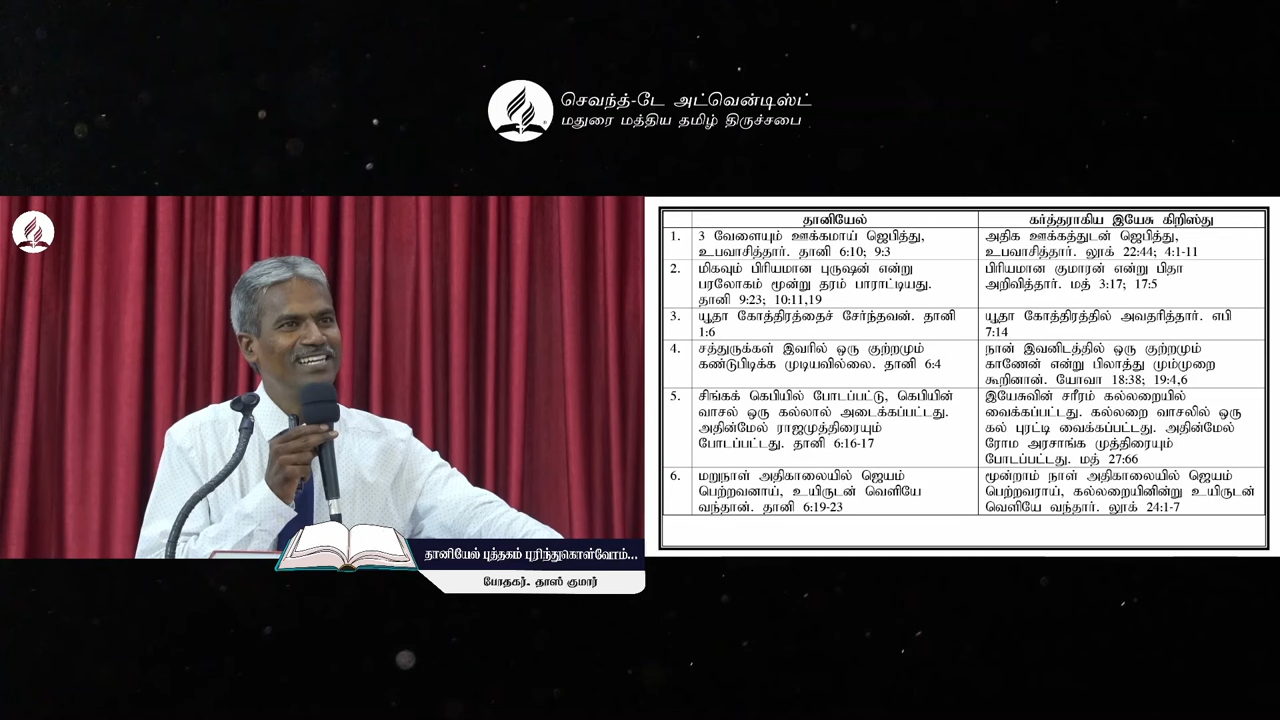 செவந்த்-டே அட்வென்டிஸ்ட்
மதுரை மத்திய தமிழ் திருச்சபை
தானியேல்
கர்த்தராகிய இயேசு கிறிஸ்து
1.
3 வேளையும் ஊக்கமாய் ஜெபித்து,
உபவாசித்தார். தானி 6:10; 9:3
அதிக ஊக்கத்துடன் ஜெபித்து,
உபவாசித்தார். லூக் 22:44; 4:1-11
2.
மிகவும் பிரியமான புருஷன் என்று
பரலோகம் மூன்று தரம் பாராட்டியது.
தானி 9:23; 10:11,19
பிரியமான குமாரன் என்று பிதா
அறிவித்தார். மத் 3:17; 17:5
3.
யூதா கோத்திரத்தைச் சேர்ந்தவன். தானி
1:6
யூதா கோத்திரத்தில் அவதரித்தார். எபி
7:14
4.
சத்துருக்கள் இவரில் ஒரு குற்றமும்
கண்டுபிடிக்க முடியவில்லை. தானி 6:4
நான் இவனிடத்தில் ஒரு குற்றமும்
காணேன் என்று பிலாத்து மும்முறை
கூறினான். யோவா 18:38; 19:4,6
5.
சிங்கக் கெபியில் போடப்பட்டு, கெபியின்
வாசல் ஒரு கல்லால் அடைக்கப்பட்டது.
அதின்மேல் ராஜமுத்திரையும்
போடப்பட்டது. தானி 6:16-17
இயேசுவின் சரீரம் கல்லறையில்
வைக்கப்பட்டது. கல்லறை வாசலில் ஒரு
கல் புரட்டி வைக்கப்பட்டது. அதின்மேல்
ரோம அரசாங்க முத்திரையும்
போடப்பட்டது. மத் 27:66
6.
மறுநாள் அதிகாலையில் ஜெயம்
பெற்றவனாய், உயிருடன் வெளியே
வந்தான். தானி 6:19-23
மூன்றாம் நாள் அதிகாலையில் ஜெயம்
பெற்றவராய், கல்லறையினின்று உயிருடன்
வெளியே வந்தார். லூக் 24:1-7
தானியேல் புத்தகம் புரிந்துகொள்வோம்...
போதகர். தாஸ் குமார்